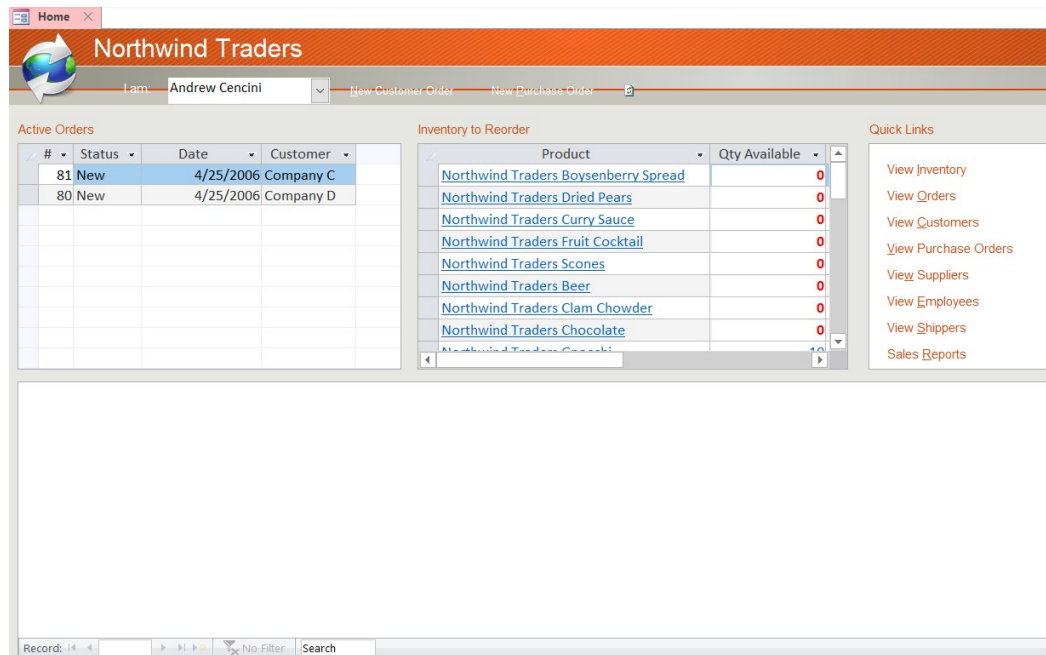 Home
Northwind Traders
I am: Andrew Cencini New Customer Order New Purchase Order
Active Orders
# Status Date Customer
81 New 4/25/2006 Company C
80 New 4/25/2006 Company D
Inventory to Reorder
Product Qty Available
Northwind Traders Boysenberry Spread 0
Northwind Traders Dried Pears 0
Northwind Traders Curry Sauce 0
Northwind Traders Fruit Cocktail 0
Northwind Traders Scones 0
Northwind Traders Beer 0
Northwind Traders Clam Chowder 0
Northwind Traders Chocolate 0
Northwind Traders Gnocchi 10
Quick Links
View Inventory
View Orders
View Customers
View Purchase Orders
View Suppliers
View Employees
View Shippers
Sales Reports
Record: No Filter Search